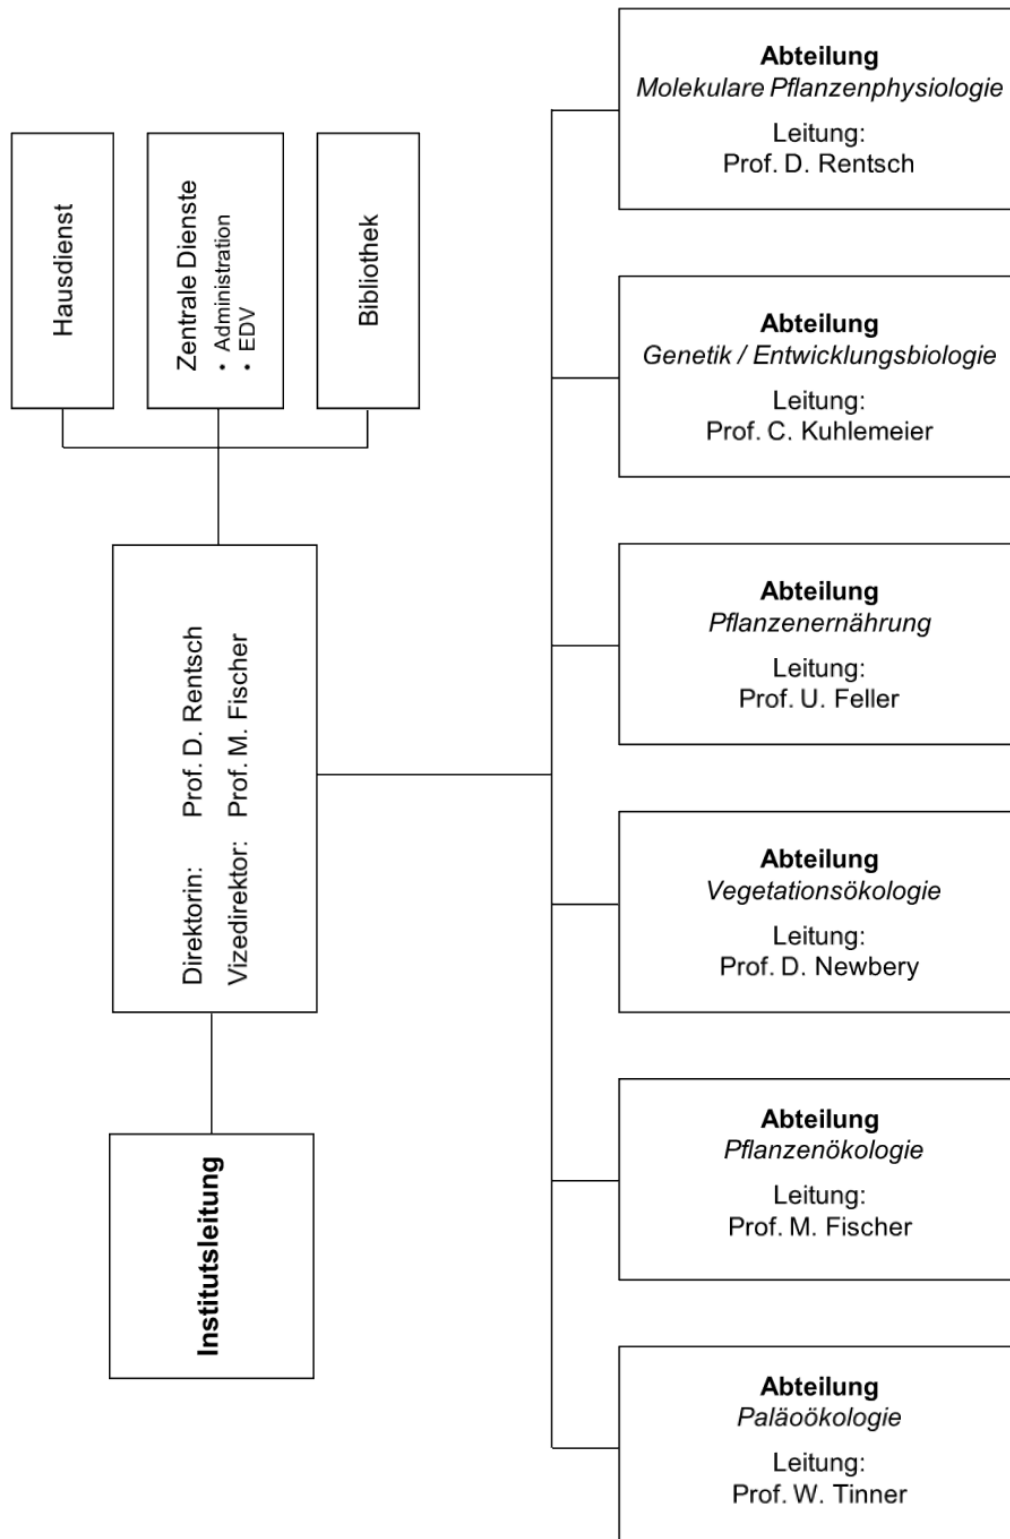 Institutsleitung
Direktorin: Prof. D. Rentsch
Vizedirektor: Prof. M. Fischer
Hausdienst
Zentrale Dienste
• Administration
• EDV
Bibliothek
Abteilung
Molekulare Pflanzenphysiologie
Leitung:
Prof. D. Rentsch
Abteilung
Genetik / Entwicklungsbiologie
Leitung:
Prof. C. Kuhlemeier
Abteilung
Pflanzenernährung
Leitung:
Prof. U. Feller
Abteilung
Vegetationsökologie
Leitung:
Prof. D. Newbery
Abteilung
Pflanzenökologie
Leitung:
Prof. M. Fischer
Abteilung
Paläoökologie
Leitung:
Prof. W. Tinner